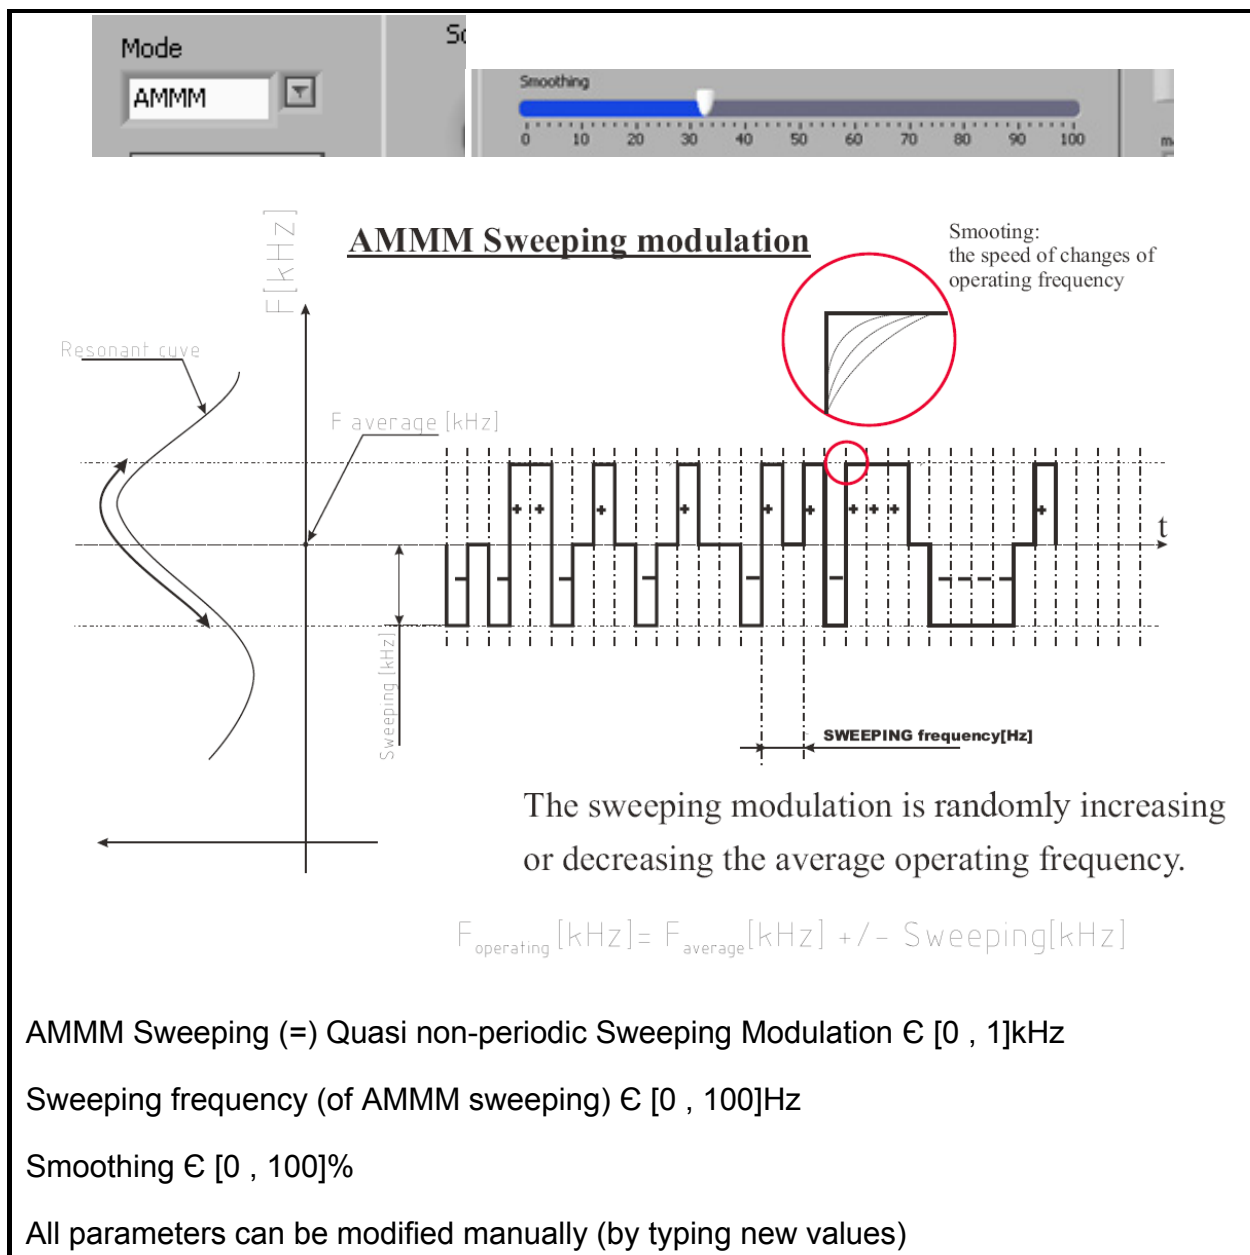 Mode
AMMM
Smoothing
0 10 20 30 40 50 60 70 80 90 100
F[kHz]
AMMM Sweeping modulation
Smooting:
the speed of changes of
operating frequency
Resonant cuve
F average [kHz]
+ + + + + + + + + +
t
– – – – – – – – – –
Sweeping [kHz]
SWEEPING frequency[Hz]
The sweeping modulation is randomly increasing
or decreasing the average operating frequency.
Foperating [kHz]= Faverage[kHz] +/- Sweeping[kHz]
AMMM Sweeping (=) Quasi non-periodic Sweeping Modulation Є [0 , 1]kHz
Sweeping frequency (of AMMM sweeping) Є [0 , 100]Hz
Smoothing Є [0 , 100]%
All parameters can be modified manually (by typing new values)